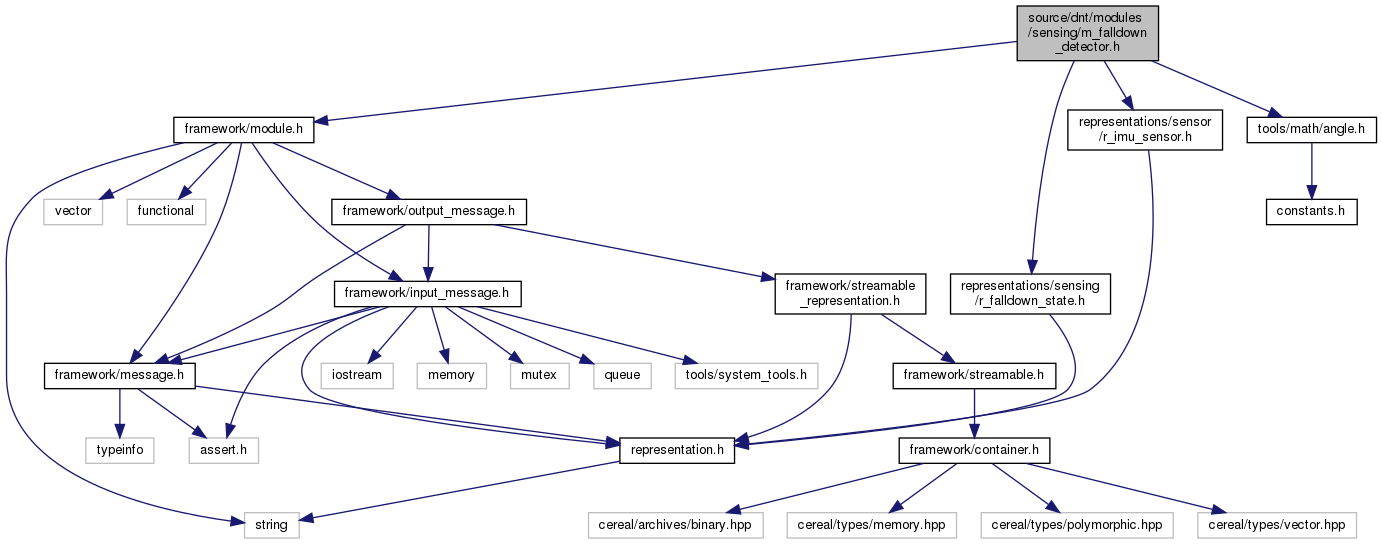 source/dnt/modules
/sensing/m_falldown
_detector.h
framework/module.h
representations/sensor
/r_imu_sensor.h
tools/math/angle.h
vector
functional
framework/output_message.h
constants.h
framework/input_message.h
framework/streamable
_representation.h
representations/sensing
/r_falldown_state.h
framework/message.h
iostream
memory
mutex
queue
tools/system_tools.h
framework/streamable.h
typeinfo
assert.h
representation.h
framework/container.h
string
cereal/archives/binary.hpp
cereal/types/memory.hpp
cereal/types/polymorphic.hpp
cereal/types/vector.hpp